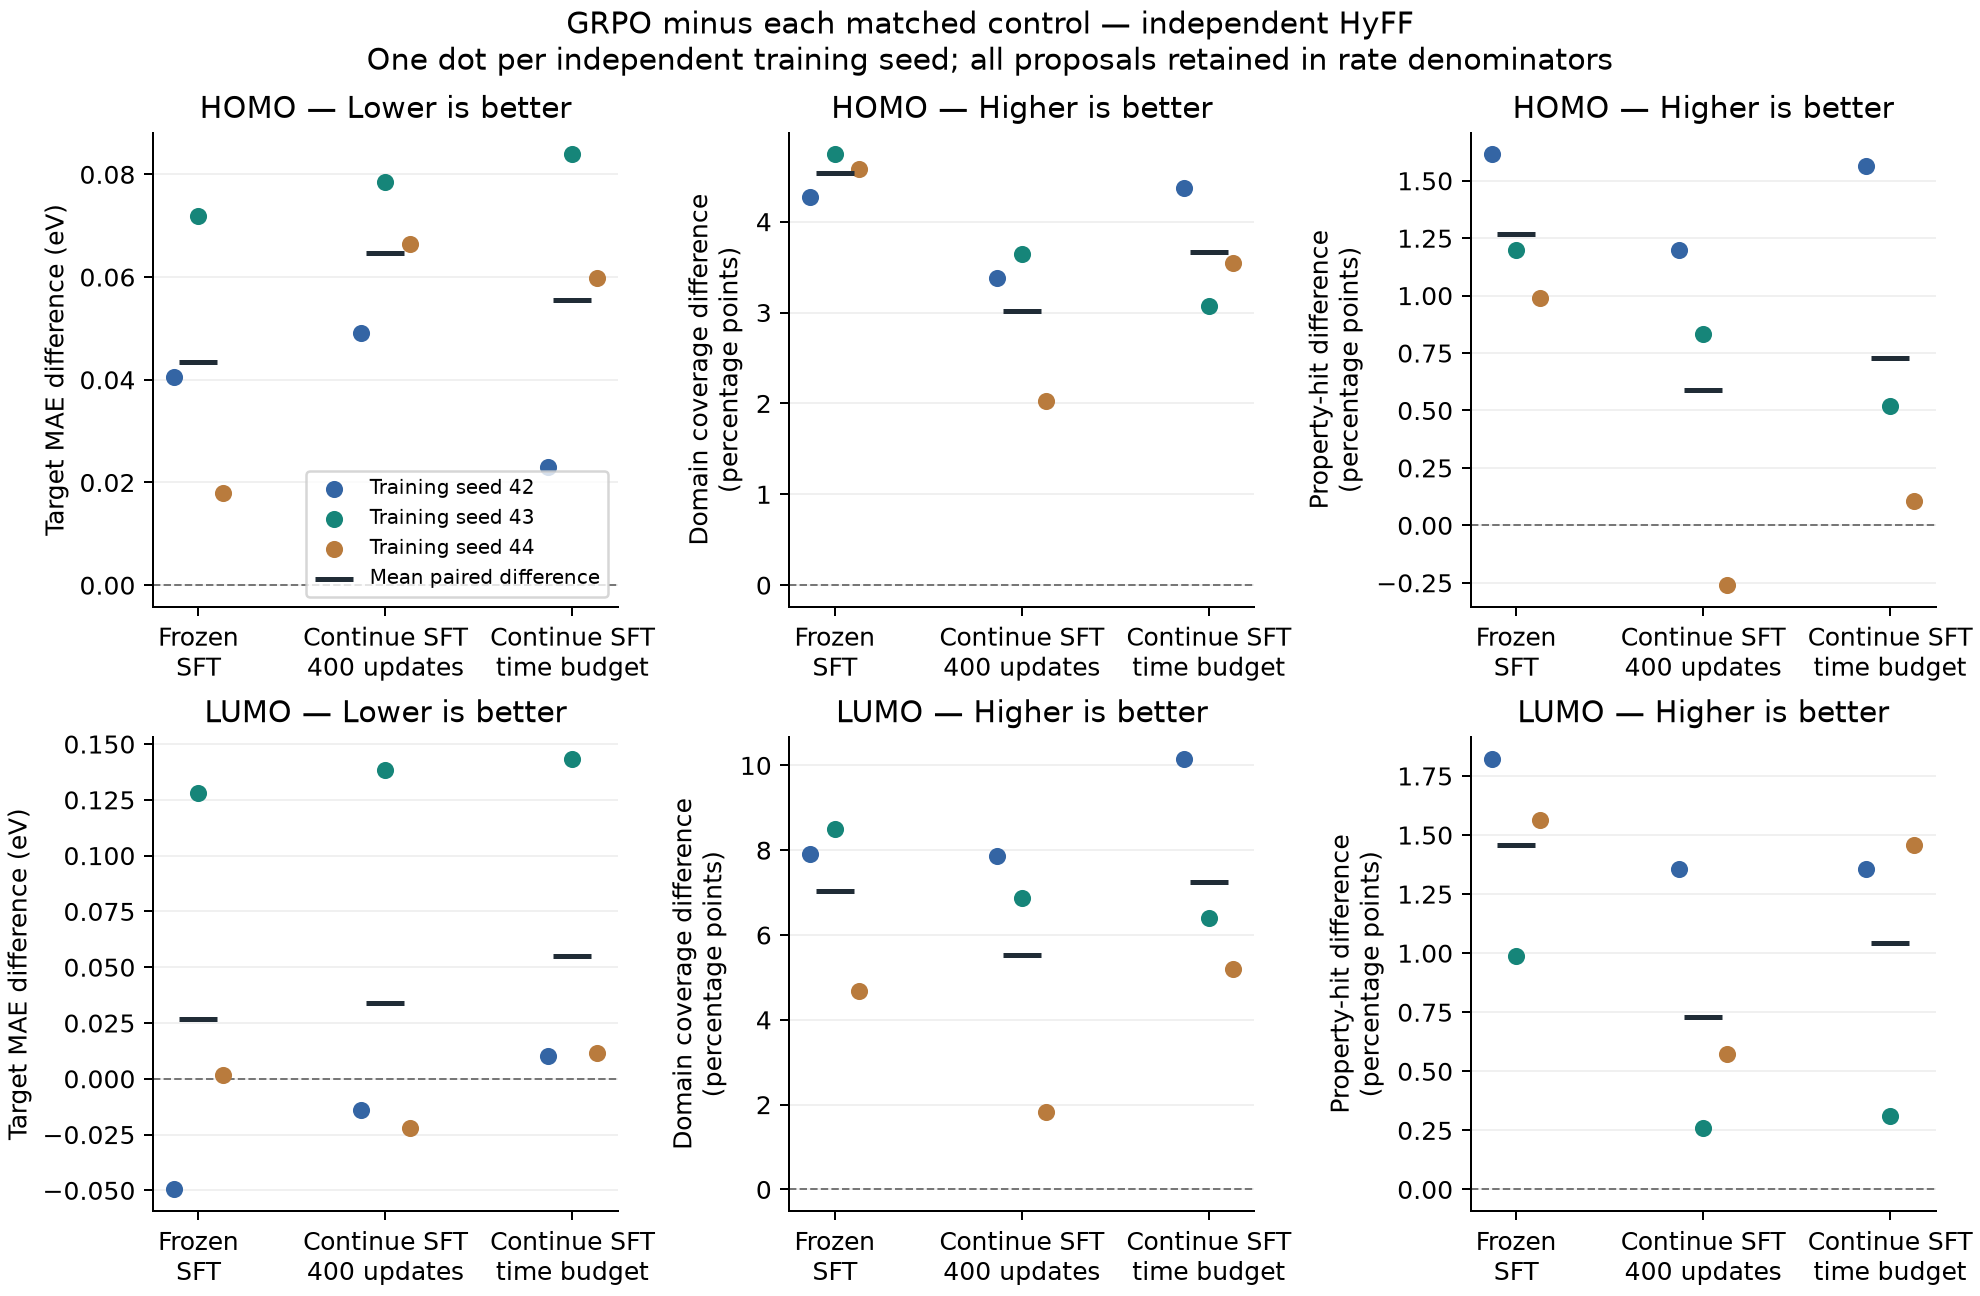 GRPO minus each matched control — independent HyFF
One dot per independent training seed; all proposals retained in rate denominators
HOMO — Lower is better
Target MAE difference (eV)
0.08
0.06
0.04
0.02
0.00
Training seed 42
Training seed 43
Training seed 44
Mean paired difference
Frozen
SFT
Continue SFT
400 updates
Continue SFT
time budget
HOMO — Higher is better
Domain coverage difference
(percentage points)
4
3
2
1
0
Frozen
SFT
Continue SFT
400 updates
Continue SFT
time budget
HOMO — Higher is better
Property-hit difference
(percentage points)
1.50
1.25
1.00
0.75
0.50
0.25
0.00
−0.25
Frozen
SFT
Continue SFT
400 updates
Continue SFT
time budget
LUMO — Lower is better
Target MAE difference (eV)
0.150
0.125
0.100
0.075
0.050
0.025
0.000
−0.025
−0.050
Frozen
SFT
Continue SFT
400 updates
Continue SFT
time budget
LUMO — Higher is better
Domain coverage difference
(percentage points)
10
8
6
4
2
0
Frozen
SFT
Continue SFT
400 updates
Continue SFT
time budget
LUMO — Higher is better
Property-hit difference
(percentage points)
1.75
1.50
1.25
1.00
0.75
0.50
0.25
0.00
Frozen
SFT
Continue SFT
400 updates
Continue SFT
time budget